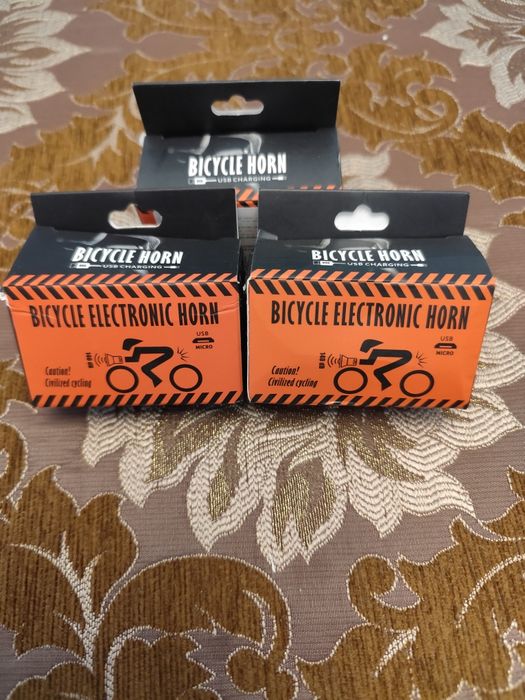 BICYCLE HORN
USB CHARGING
BICYCLE HORN
USB CHARGING
BICYCLE ELECTRONIC HORN
USB
MICRO
Caution!
Civilized cycling
BICYCLE HORN
USB CHARGING
BICYCLE ELECTRONIC HORN
USB
MICRO
Caution!
Civilized cycling